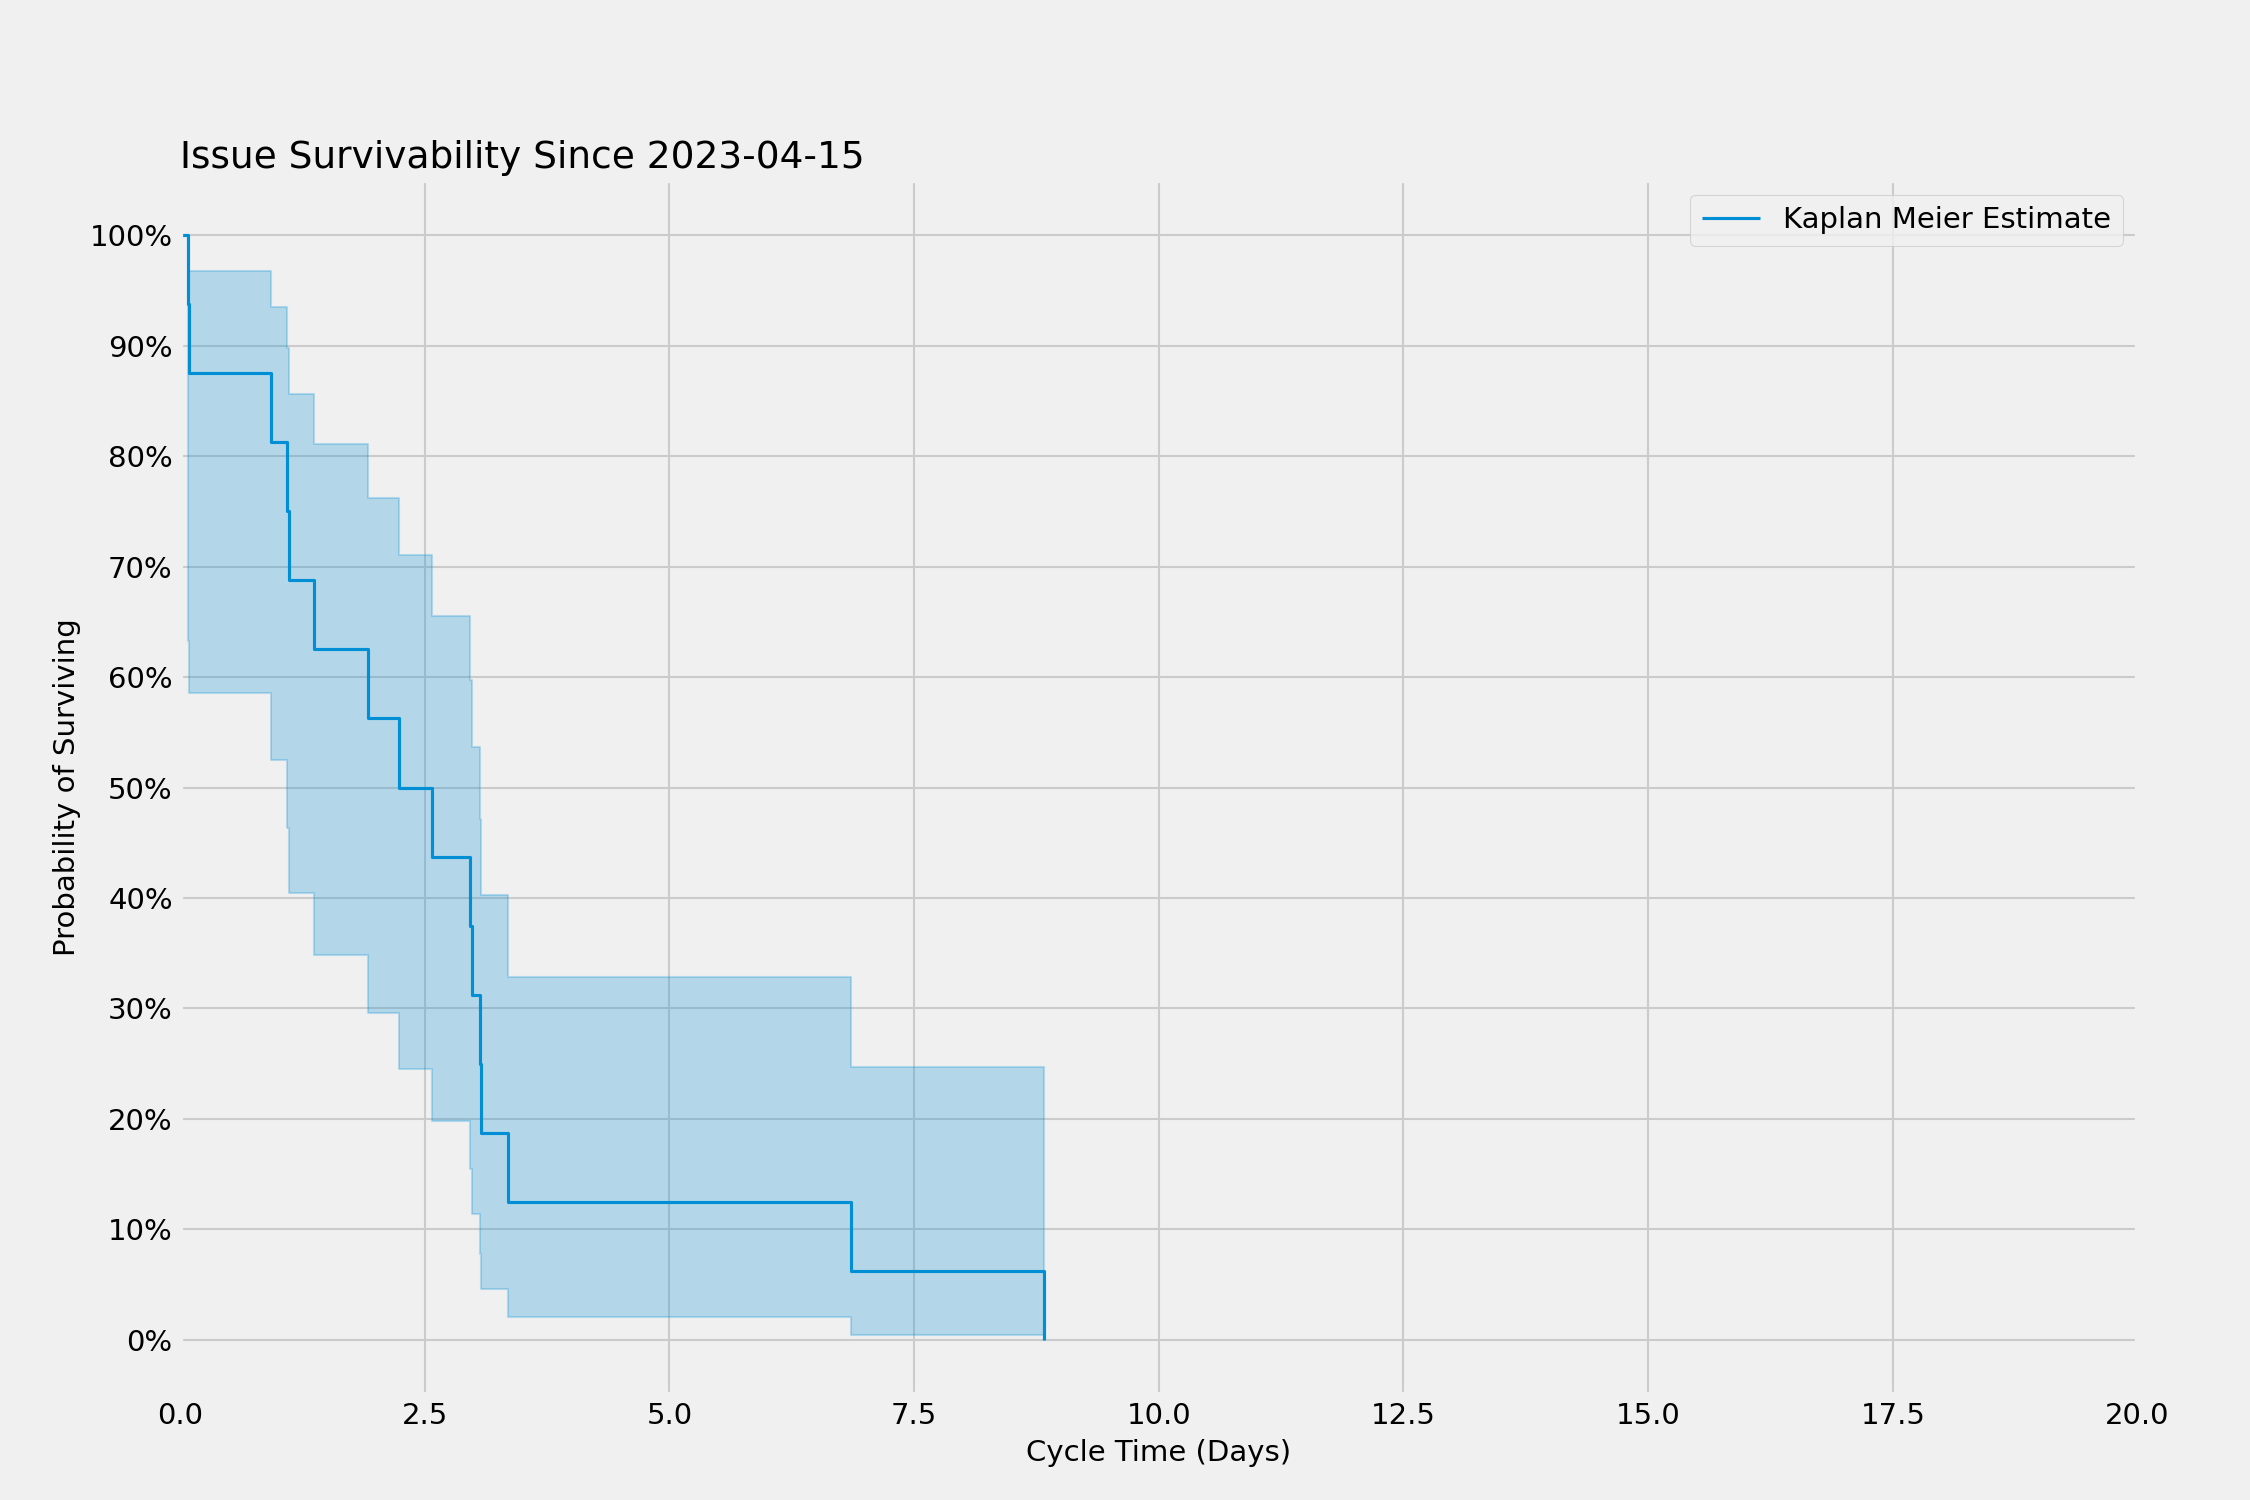 Issue Survivability Since 2023-04-15
Kaplan Meier Estimate
Probability of Surviving
100%
90%
80%
70%
60%
50%
40%
30%
20%
10%
0%
0.0 2.5 5.0 7.5 10.0 12.5 15.0 17.5 20.0
Cycle Time (Days)